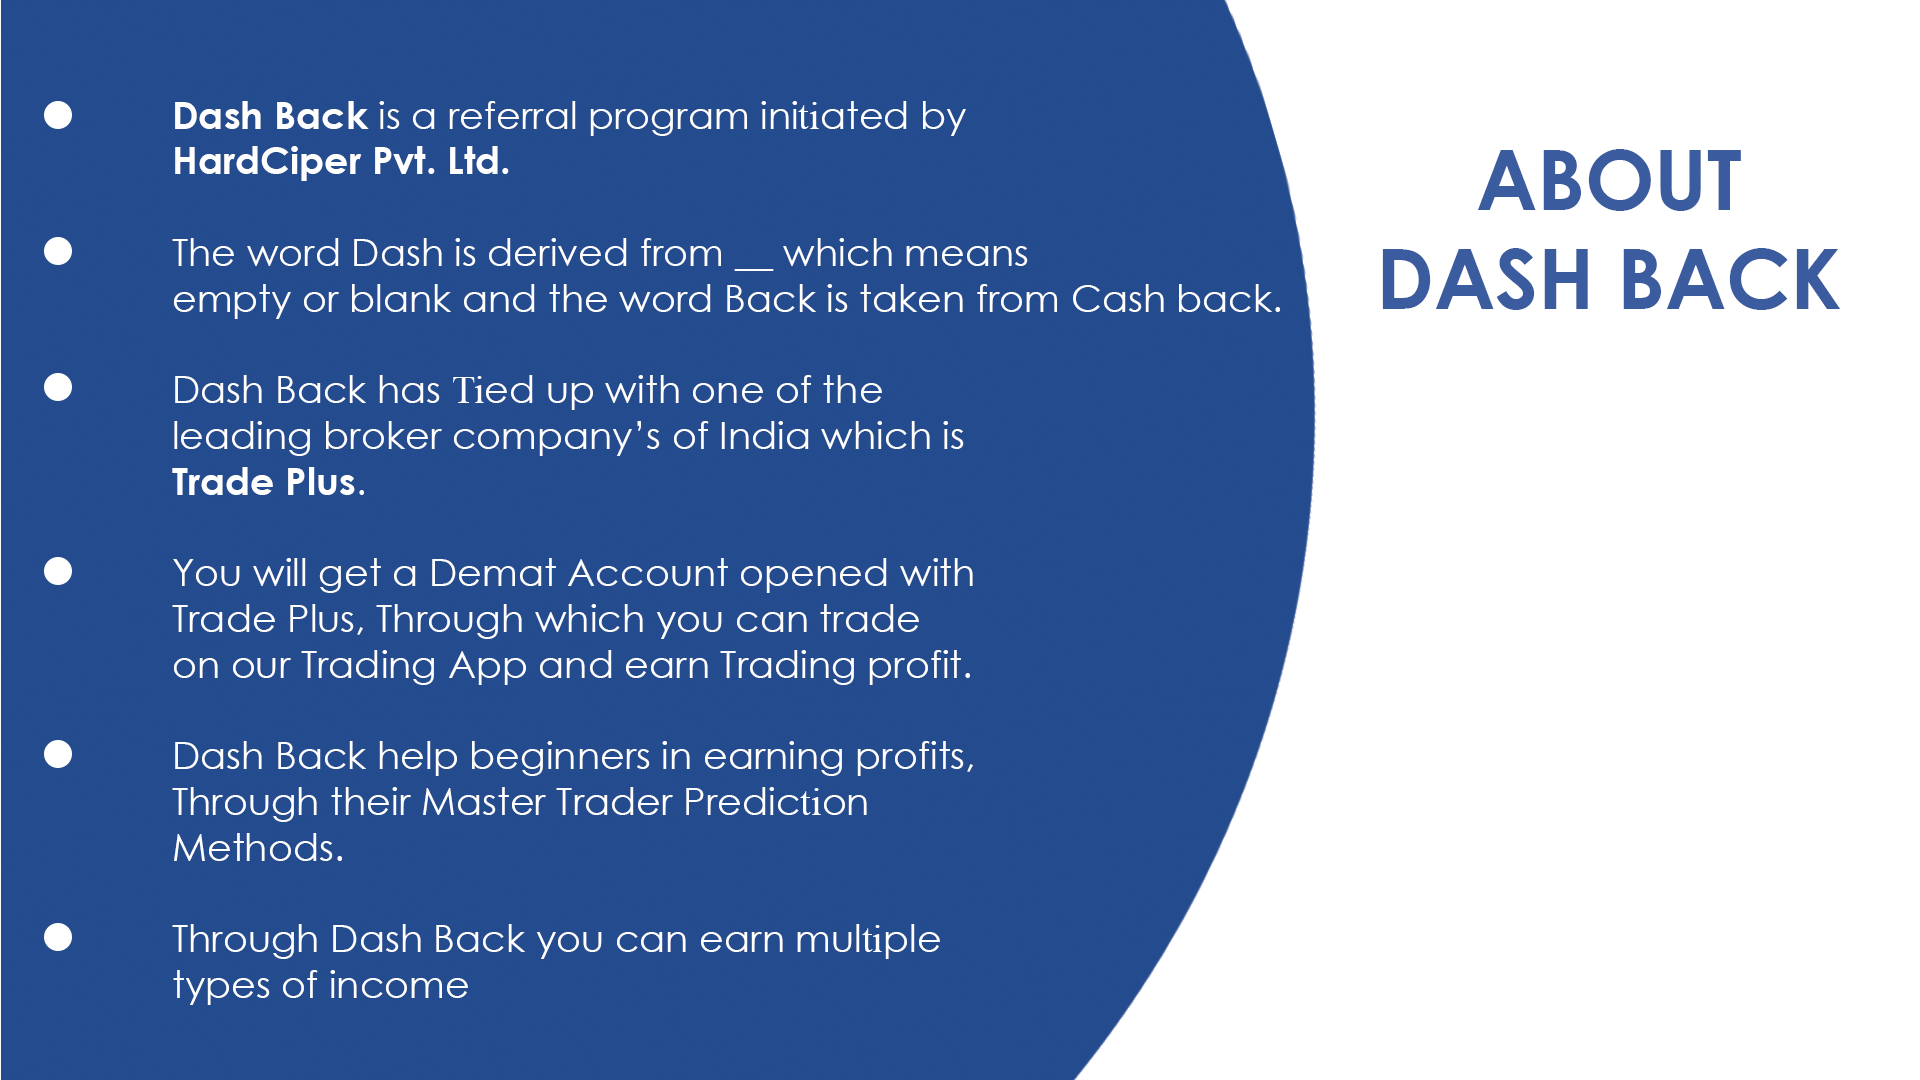 ABOUT
DASH BACK
● Dash Back is a referral program initiated by
HardCiper Pvt. Ltd.
● The word Dash is derived from __ which means
empty or blank and the word Back is taken from Cash back.
● Dash Back has Tied up with one of the
leading broker company’s of India which is
Trade Plus.
● You will get a Demat Account opened with
Trade Plus, Through which you can trade
on our Trading App and earn Trading profit.
● Dash Back help beginners in earning profits,
Through their Master Trader Prediction
Methods.
● Through Dash Back you can earn multiple
types of income